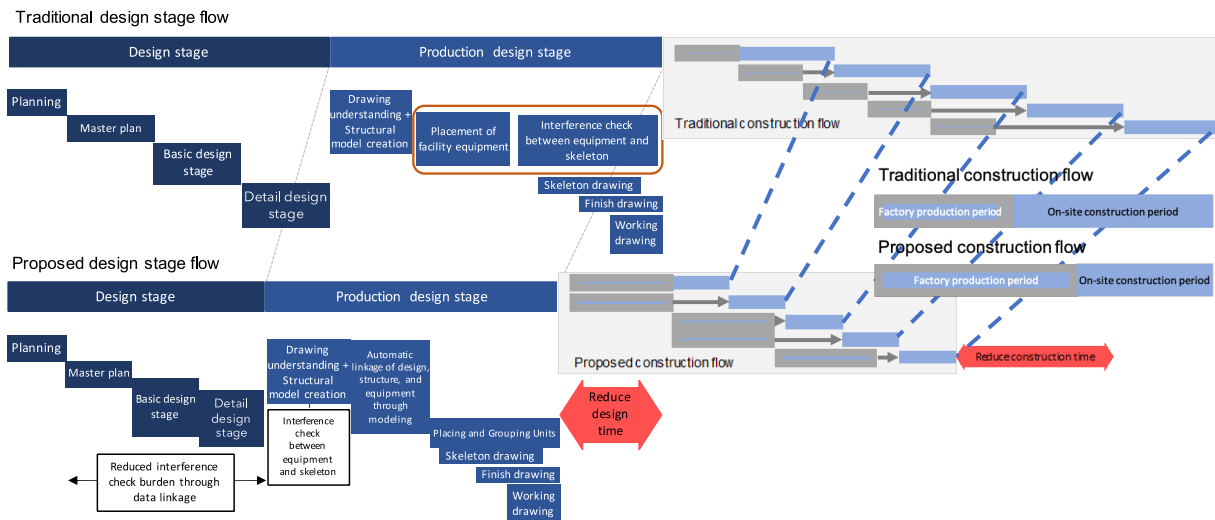 Traditional design stage flow
Design stage
Production design stage
Planning
Master plan
Basic design
stage
Detail design
stage
Drawing
understanding +
Structural
model creation
Placement of
facility equipment
Interference check
between equipment and
skeleton
Skeleton drawing
Finish drawing
Working
drawing
Traditional construction flow
Traditional construction flow
Factory production period
On-site construction period
Proposed construction flow
Factory production period
On-site construction period
Proposed design stage flow
Design stage
Production design stage
Planning
Master plan
Basic design
stage
Detail
design
stage
Drawing
understanding +
Structural
model creation
Interference
check
between
equipment
and skeleton
Automatic
linkage of design,
structure, and
equipment
through
modeling
Placing and Grouping Units
Skeleton drawing
Finish drawing
Working
drawing
Reduced interference
check burden through
data linkage
Reduce
design
time
Proposed construction flow
Reduce construction time